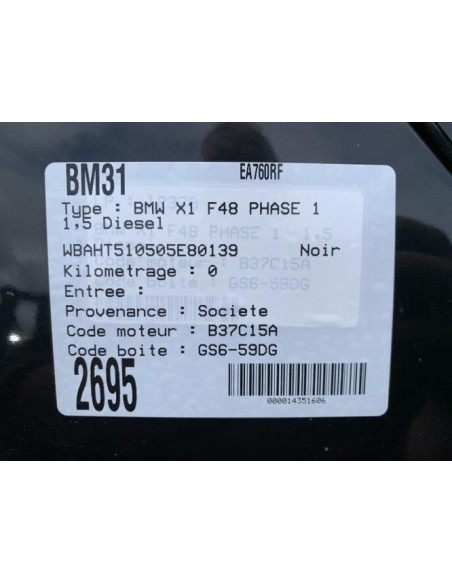 BM31 EA760RF
Type : BMW X1 F48 PHASE 1
1,5 Diesel
WBAHT510505E80139 Noir
Kilometrage : 0
Entree :
Provenance : Societe
Code moteur : B37C15A
Code boite : GS6-59DG
2695
000014351606